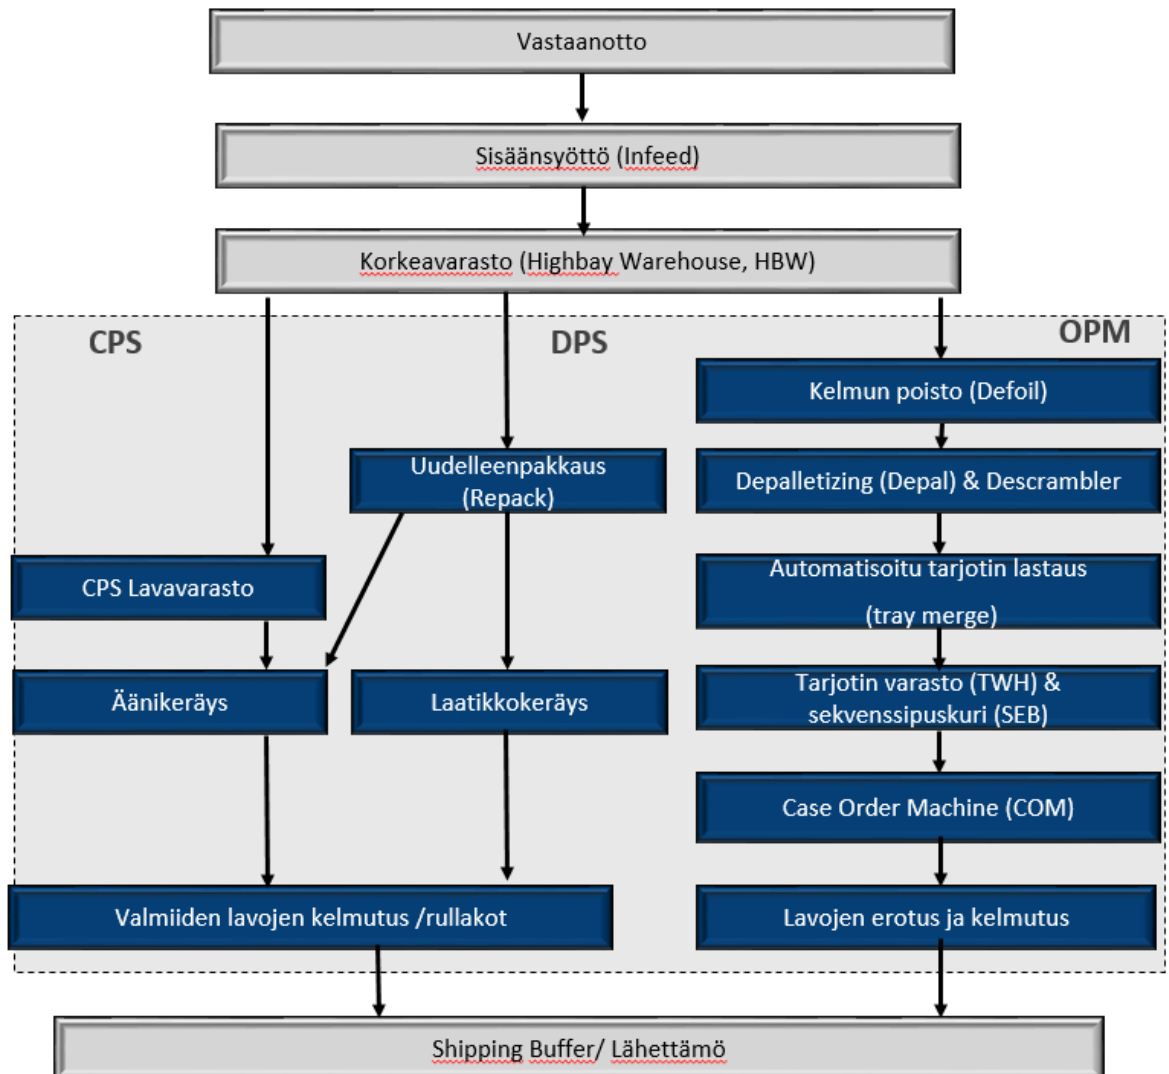 Vastaanotto
Sisäänsyöttö (Infeed)
Korkeavarasto (Highbay Warehouse, HBW)
CPS
DPS
OPM
Kelmun poisto (Defoil)
Uudelleenpakkaus
(Repack)
Depalletizing (Depal) & Descrambler
CPS Lavavarasto
Automatisoitu tarjotin lastaus
(tray merge)
Äänikeräys
Laatikkokeräys
Tarjotin varasto (TWH) &
sekvenssipuskuri (SEB)
Case Order Machine (COM)
Valmiiden lavojen kelmutus /rullakot
Lavojen erotus ja kelmutus
Shipping Buffer/ Lähettämö